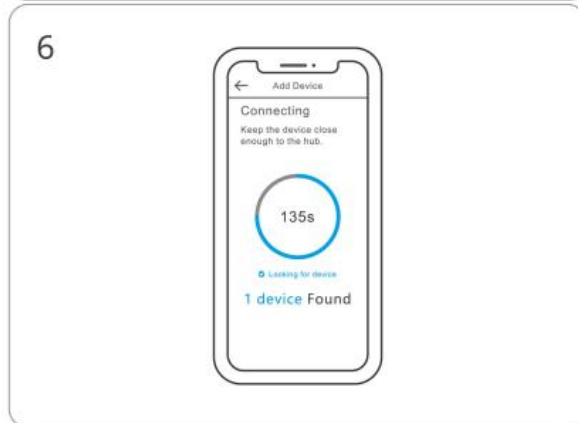 6
← Add Device
Connecting
Keep the device close
enough to the hub.
135s
Looking for device
1 device Found